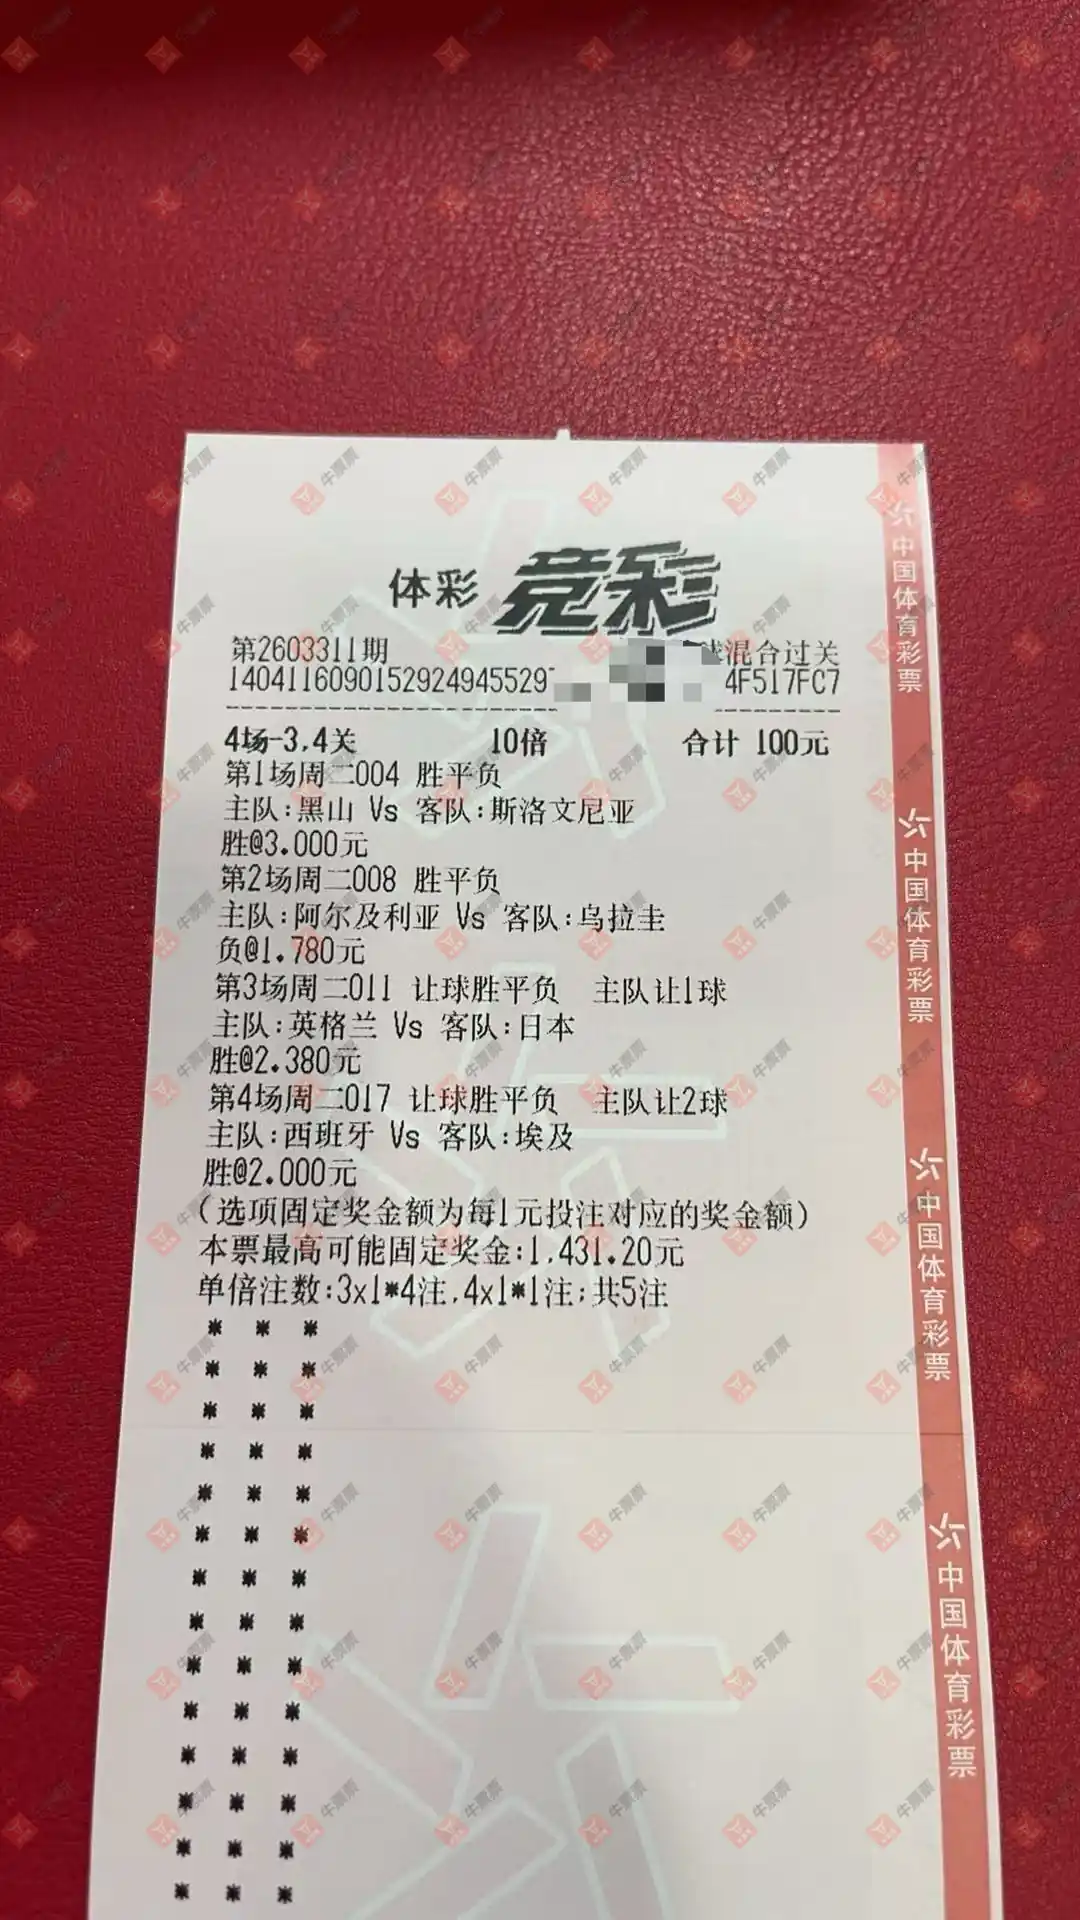 体彩 竞彩
第2603311期 球混合过关
14041160901529249455297 4F517FC7
4场-3,4关 10倍 合计 100元
第1场周二004 胜平负
主队:黑山 Vs 客队:斯洛文尼亚
胜@3.000元
第2场周二008 胜平负
主队:阿尔及利亚 Vs 客队:乌拉圭
负@1.780元
第3场周二011 让球胜平负 主队让1球
主队:英格兰 Vs 客队:日本
胜@2.380元
第4场周二017 让球胜平负 主队让2球
主队:西班牙 Vs 客队:埃及
胜@2.000元
(选项固定奖金额为每1元投注对应的奖金额)
本票最高可能固定奖金:1,431.20元
单倍注数:3x1*4注,4x1*1注;共5注
中国体育彩票
中国体育彩票
中国体育彩票
中国体育彩票
牛票票